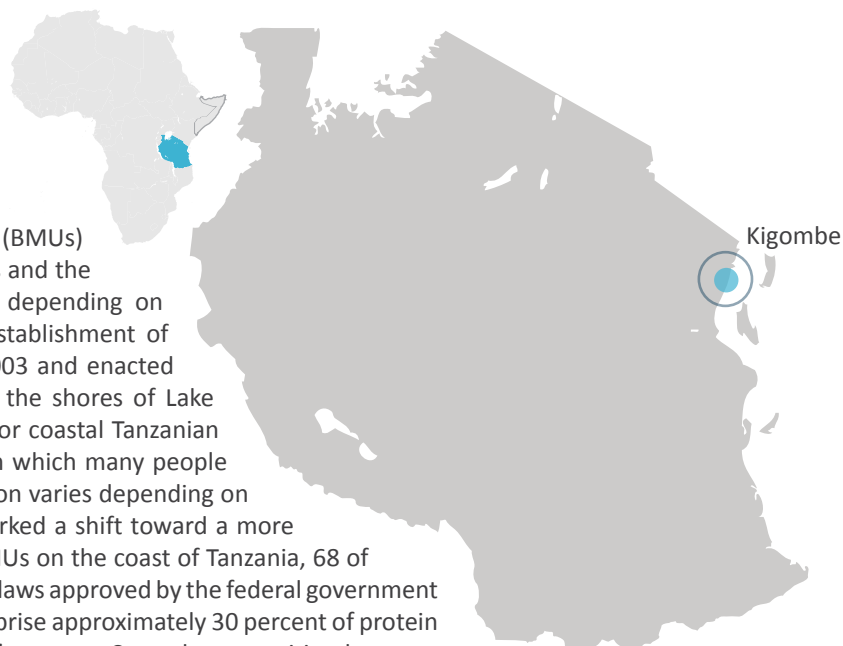 (BMUs)
Kigombe
and the
depending on
stablishment of
03 and enacted
the shores of Lake
or coastal Tanzanian
which many people
on varies depending on
rked a shift toward a more
Us on the coast of Tanzania, 68 of
laws approved by the federal government
prise approximately 30 percent of protein